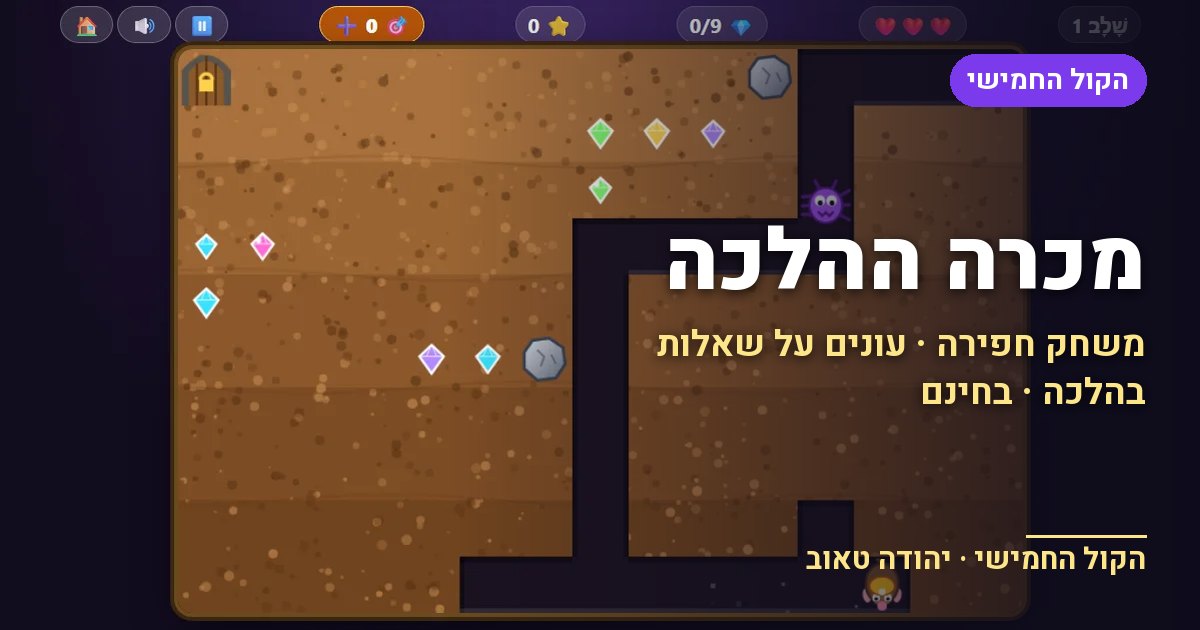 שָׁלָב 1
0/9
0
0
הקול החמישי
מכרה ההלכה
משחק חפירה · עונים על שאלות
בהלכה · בחינם
הקול החמישי · יהודה טאוב